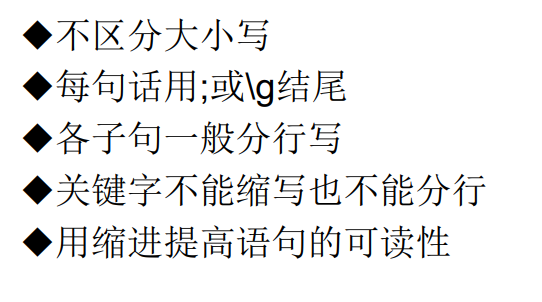 ◆不区分大小写
◆每句话用;或\g结尾
◆各子句一般分行写
◆关键字不能缩写也不能分行
◆用缩进提高语句的可读性